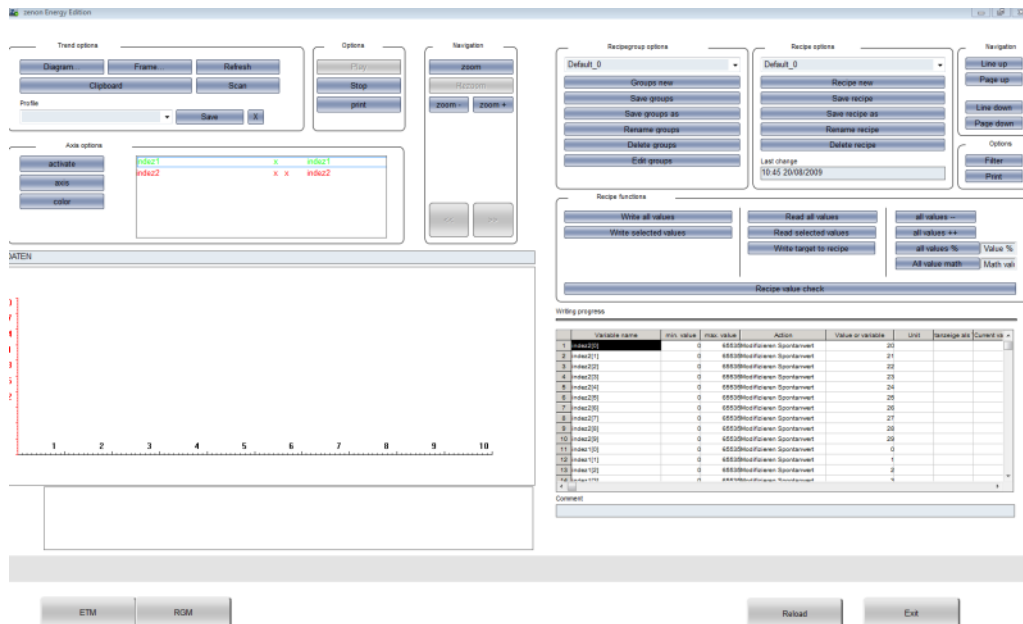 zenon Energy Edition
Trend options
Diagram...
Frame...
Refresh
Clipboard
Scan
Profile
Save
X
Options
Play
Stop
print
Navigation
zoom
zoom -
zoom +
<<
>>
Axis options
activate
axis
color
indez1 x indez1
indez2 x x indez2
DATEN
1 2 3 4 5 6 7 8 9 10
Recipegroup options
Default_0
Groups new
Save groups
Save groups as
Rename groups
Delete groups
Edit groups
Recipe options
Default_0
Recipe new
Save recipe
Save recipe as
Rename recipe
Delete recipe
Last change
10:45 20/08/2009
Navigation
Line up
Page up
Line down
Page down
Options
Filter
Print
Recipe functions
Write all values
Write selected values
Read all values
Read selected values
Write target to recipe
all values --
all values ++
all values % Value %
All value math Math val
Recipe value check
Writing progress
Variable name min. value max. value Action Value or variable Unit
1 indez2[0] 0 65535 Modifizieren Spontanwert 20
2 indez2[1] 0 65535 Modifizieren Spontanwert 21
3 indez2[2] 0 65535 Modifizieren Spontanwert 22
4 indez2[3] 0 65535 Modifizieren Spontanwert 23
5 indez2[4] 0 65535 Modifizieren Spontanwert 24
6 indez2[5] 0 65535 Modifizieren Spontanwert 25
7 indez2[6] 0 65535 Modifizieren Spontanwert 26
8 indez2[7] 0 65535 Modifizieren Spontanwert 27
9 indez2[8] 0 65535 Modifizieren Spontanwert 28
10 indez2[9] 0 65535 Modifizieren Spontanwert 29
11 indez1[0] 0 65535 Modifizieren Spontanwert 0
12 indez1[1] 0 65535 Modifizieren Spontanwert 1
13 indez1[2] 0 65535 Modifizieren Spontanwert 2
Comment
ETM
RGM
Reload
Exit